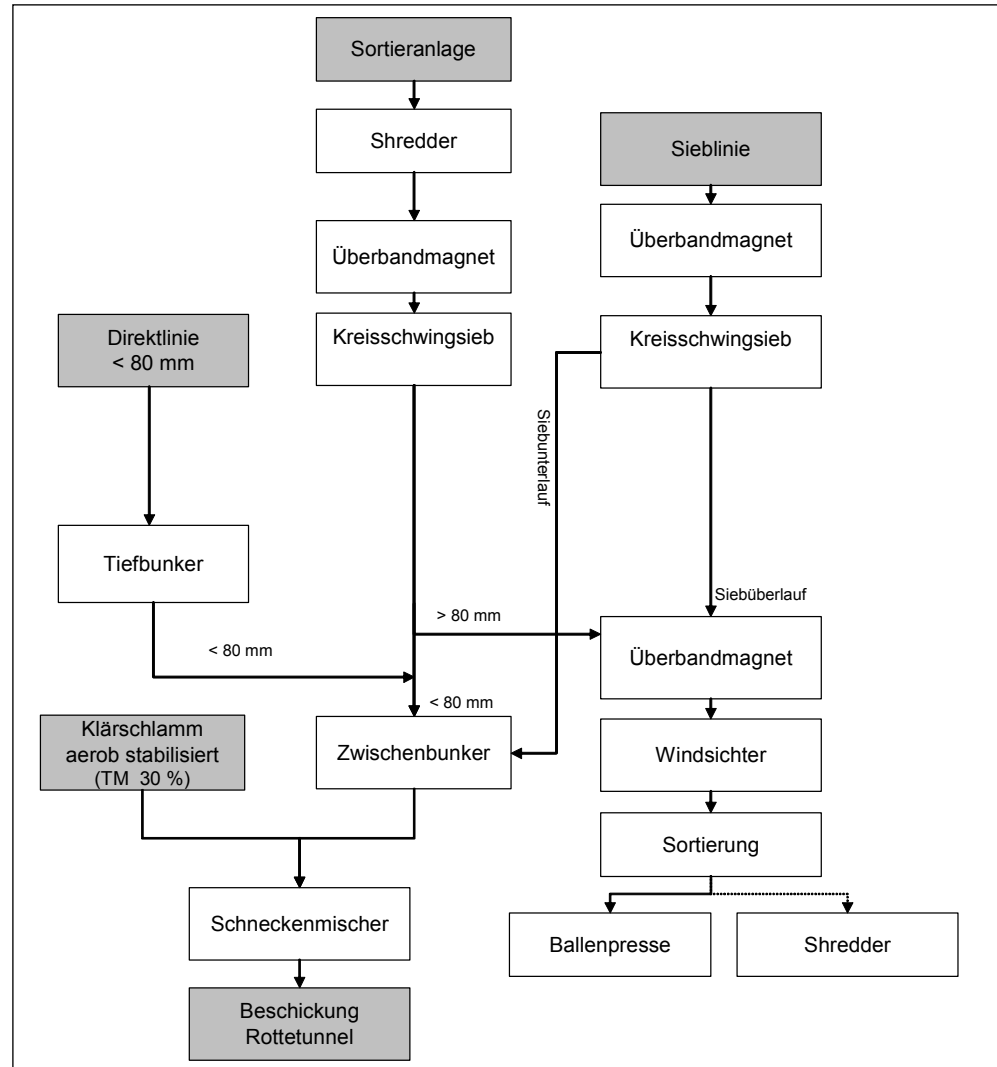 Sortieranlage
Shredder
Sieblinie
Überbandmagnet
Überbandmagnet
Kreisschwingsieb
Kreisschwingsieb
Direktlinie
< 80 mm
Siebunterlauf
Tiefbunker
Siebüberlauf
> 80 mm
< 80 mm
Überbandmagnet
< 80 mm
Klärschlamm
aerob stabilisiert
(TM 30 %)
Zwischenbunker
Windsichter
Sortierung
Schneckenmischer
Ballenpresse
Shredder
Beschickung
Rottetunnel